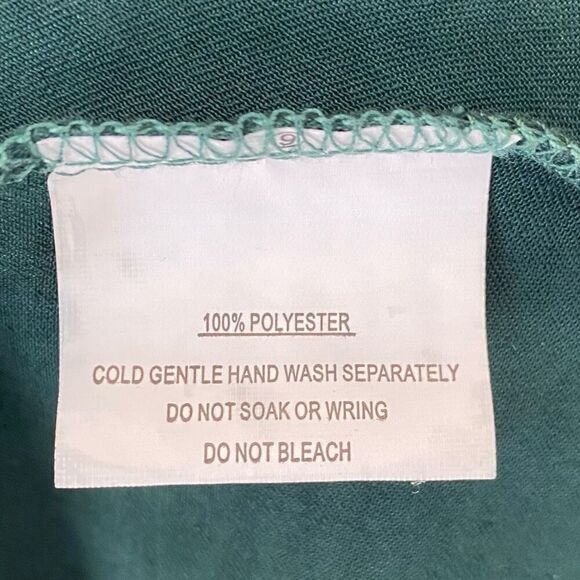 100% POLYESTER
COLD GENTLE HAND WASH SEPARATELY
DO NOT SOAK OR WRING
DO NOT BLEACH